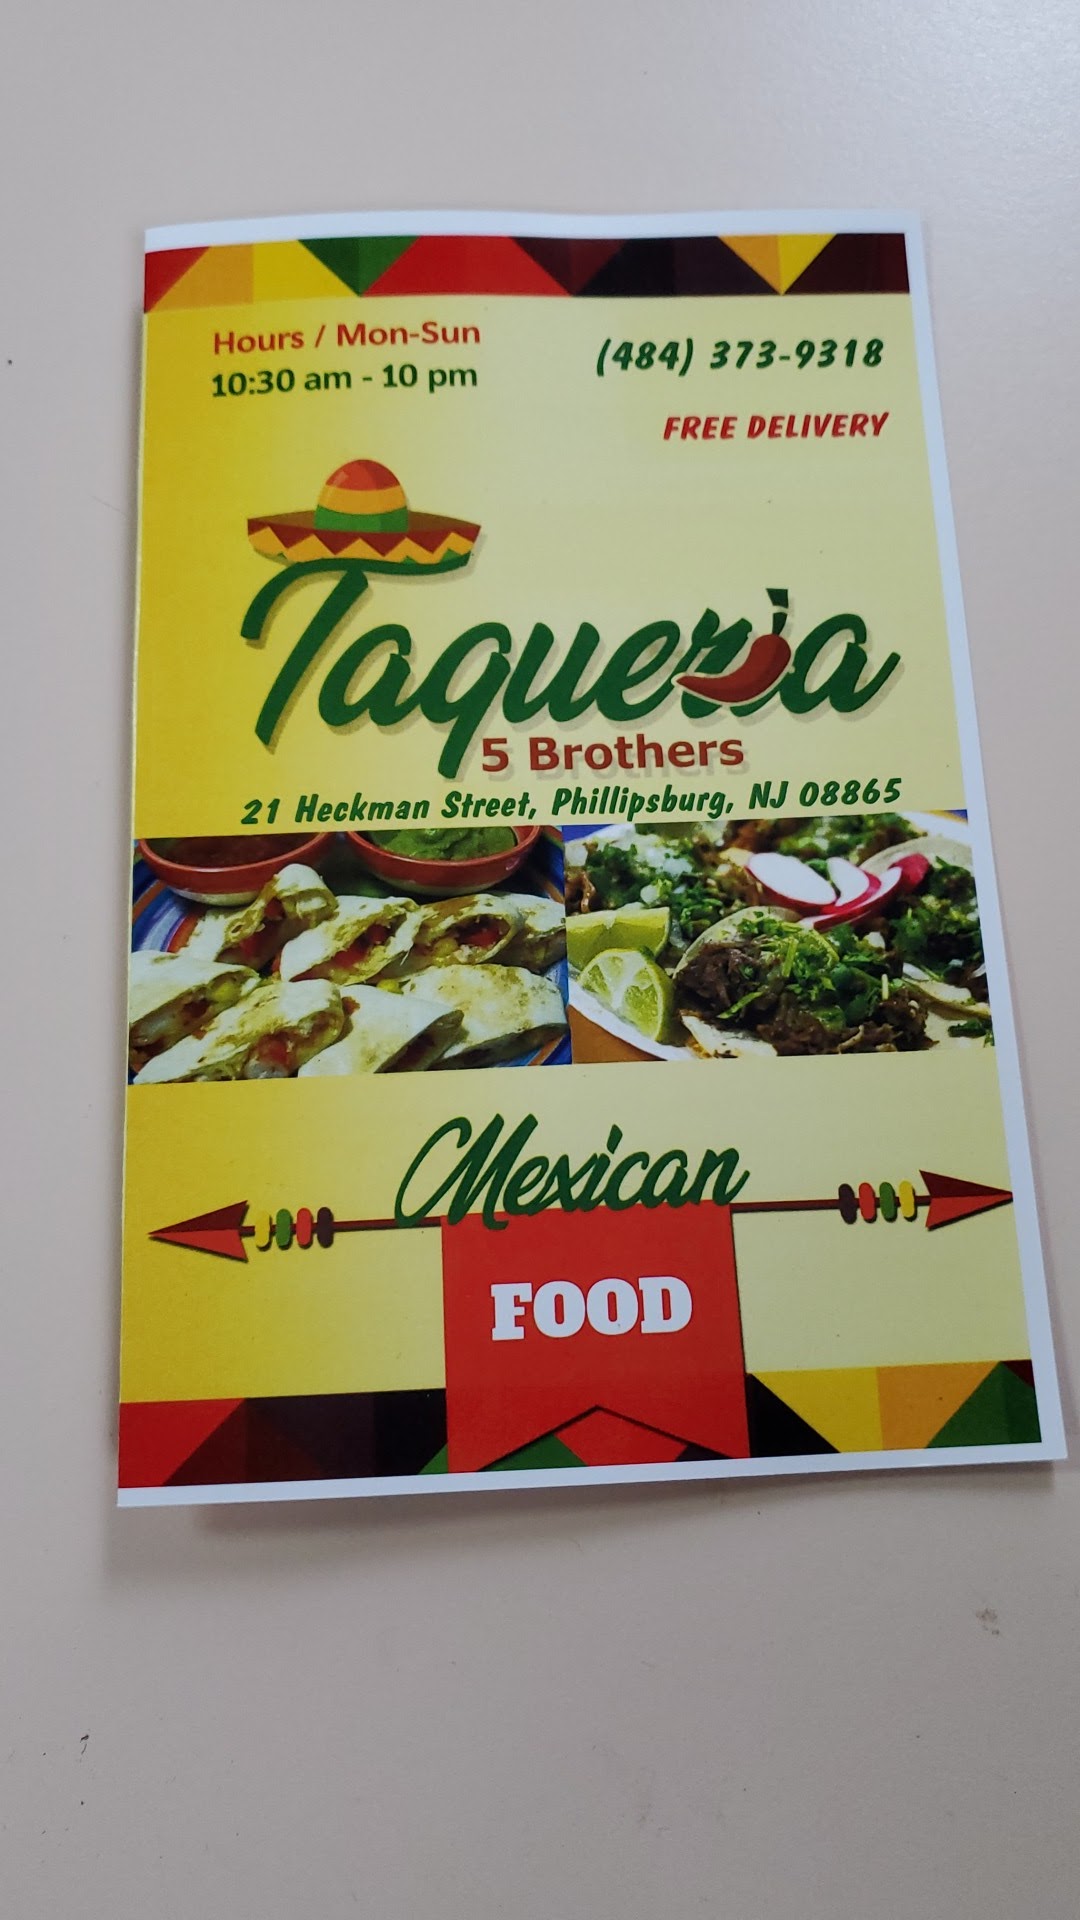 Hours / Mon-Sun
10:30 am - 10 pm
(484) 373-9318
FREE DELIVERY
Taqueria
5 Brothers
21 Heckman Street, Phillipsburg, NJ 08865
Mexican
FOOD